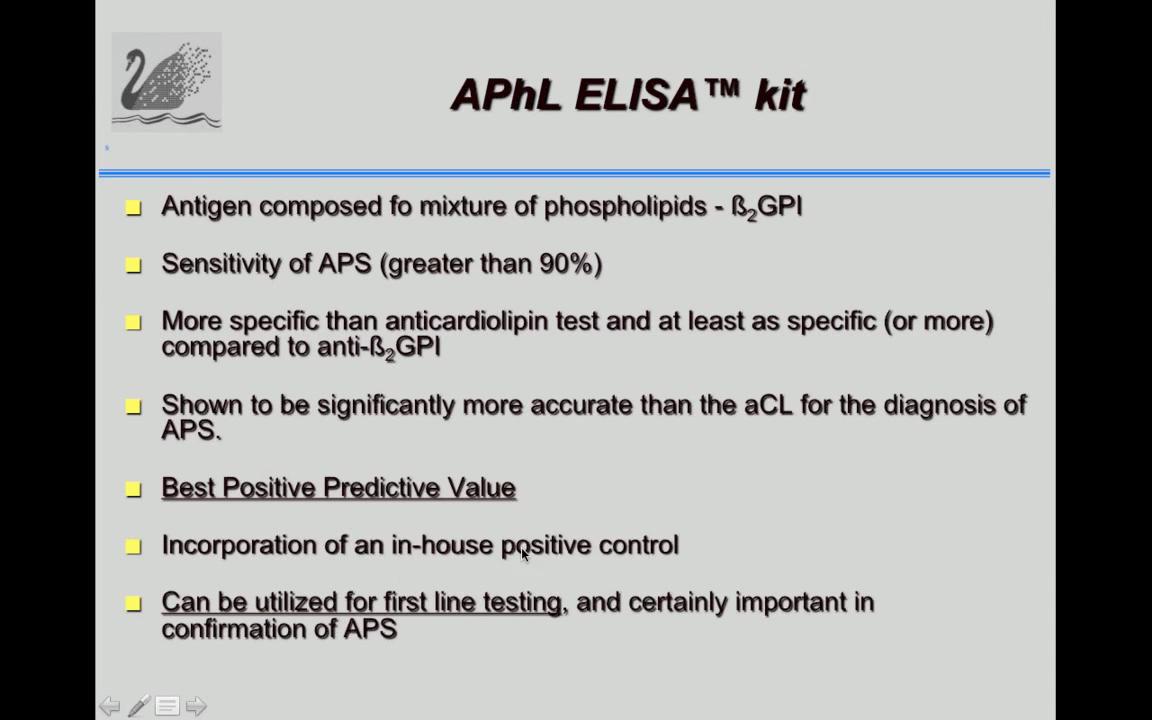 APhL ELISA™ kit
Antigen composed fo mixture of phospholipids - ß₂GPI
Sensitivity of APS (greater than 90%)
More specific than anticardiolipin test and at least as specific (or more)
compared to anti-ß₂GPI
Shown to be significantly more accurate than the aCL for the diagnosis of
APS.
Best Positive Predictive Value
Incorporation of an in-house positive control
Can be utilized for first line testing, and certainly important in
confirmation of APS